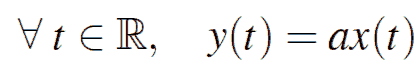 ∀ t ∈ ℝ, y(t) = ax(t)